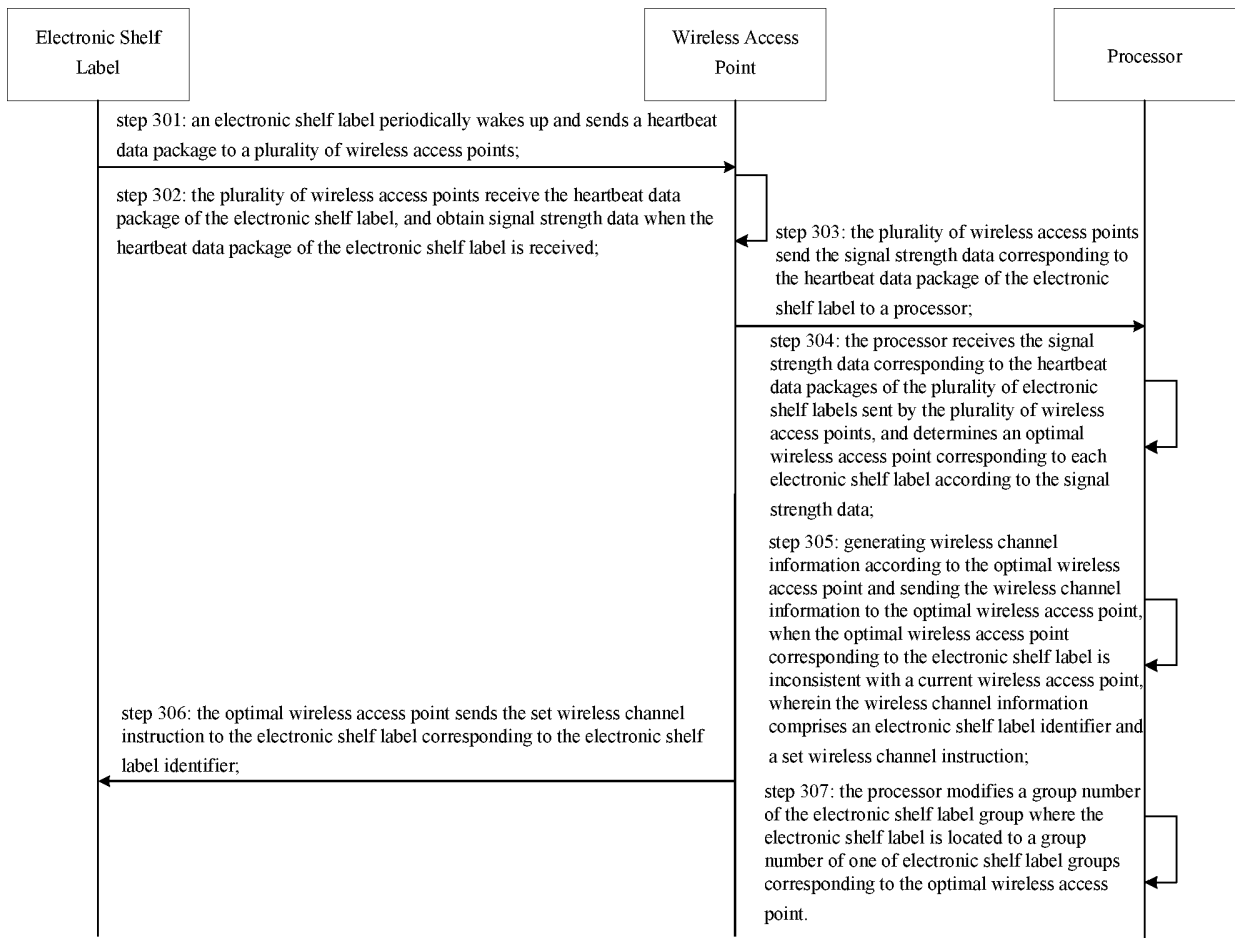 Electronic Shelf
Label
Wireless Access
Point
Processor
step 301: an electronic shelf label periodically wakes up and sends a heartbeat
data package to a plurality of wireless access points;
step 302: the plurality of wireless access points receive the heartbeat data
package of the electronic shelf label, and obtain signal strength data when the
heartbeat data package of the electronic shelf label is received;
step 303: the plurality of wireless access points
send the signal strength data corresponding to
the heartbeat data package of the electronic
shelf label to a processor;
step 304: the processor receives the signal
strength data corresponding to the heartbeat
data packages of the plurality of electronic
shelf labels sent by the plurality of wireless
access points, and determines an optimal
wireless access point corresponding to each
electronic shelf label according to the signal
strength data;
step 305: generating wireless channel
information according to the optimal wireless
access point and sending the wireless channel
information to the optimal wireless access point,
when the optimal wireless access point
corresponding to the electronic shelf label is
inconsistent with a current wireless access point,
wherein the wireless channel information
comprises an electronic shelf label identifier and
a set wireless channel instruction;
step 306: the optimal wireless access point sends the set wireless channel
instruction to the electronic shelf label corresponding to the electronic shelf
label identifier;
step 307: the processor modifies a group number
of the electronic shelf label group where the
electronic shelf label is located to a group
number of one of electronic shelf label groups
corresponding to the optimal wireless access
point.